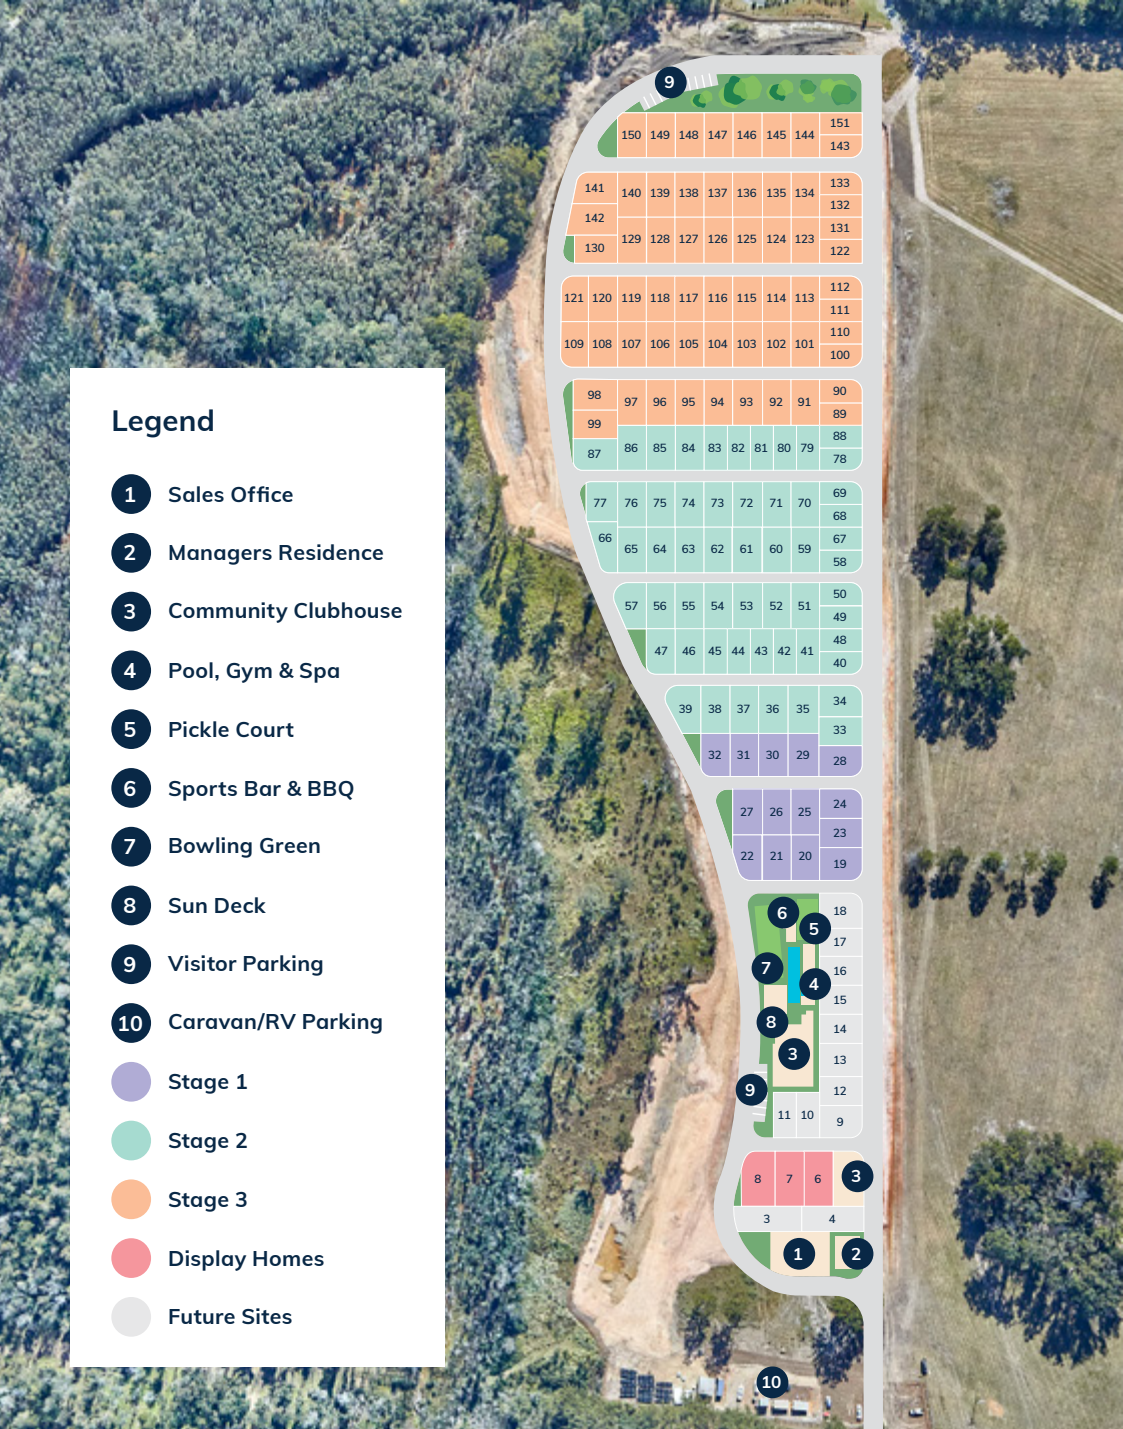 9
150 149 148 147 146 145 144 151
143
141 140 139 138 137 136 135 134 133
142 132
130 129 128 127 126 125 124 123 131
122
121 120 119 118 117 116 115 114 113 112
111
109 108 107 106 105 104 103 102 101 110
100
98 97 96 95 94 93 92 91 90
99 89
87 86 85 84 83 82 81 80 79 88
78
77 76 75 74 73 72 71 70 69
68
66 65 64 63 62 61 60 59 67
58
57 56 55 54 53 52 51 50
49
47 46 45 44 43 42 41 48
40
39 38 37 36 35 34
33
32 31 30 29 28
27 26 25 24
23
22 21 20 19
6 18
5 17
7 16
4 15
8 14
3 13
9 12
11 10 9
8 7 6 3
3 4
1 2
10
Legend
1 Sales Office
2 Managers Residence
3 Community Clubhouse
4 Pool, Gym & Spa
5 Pickle Court
6 Sports Bar & BBQ
7 Bowling Green
8 Sun Deck
9 Visitor Parking
10 Caravan/RV Parking
Stage 1
Stage 2
Stage 3
Display Homes
Future Sites